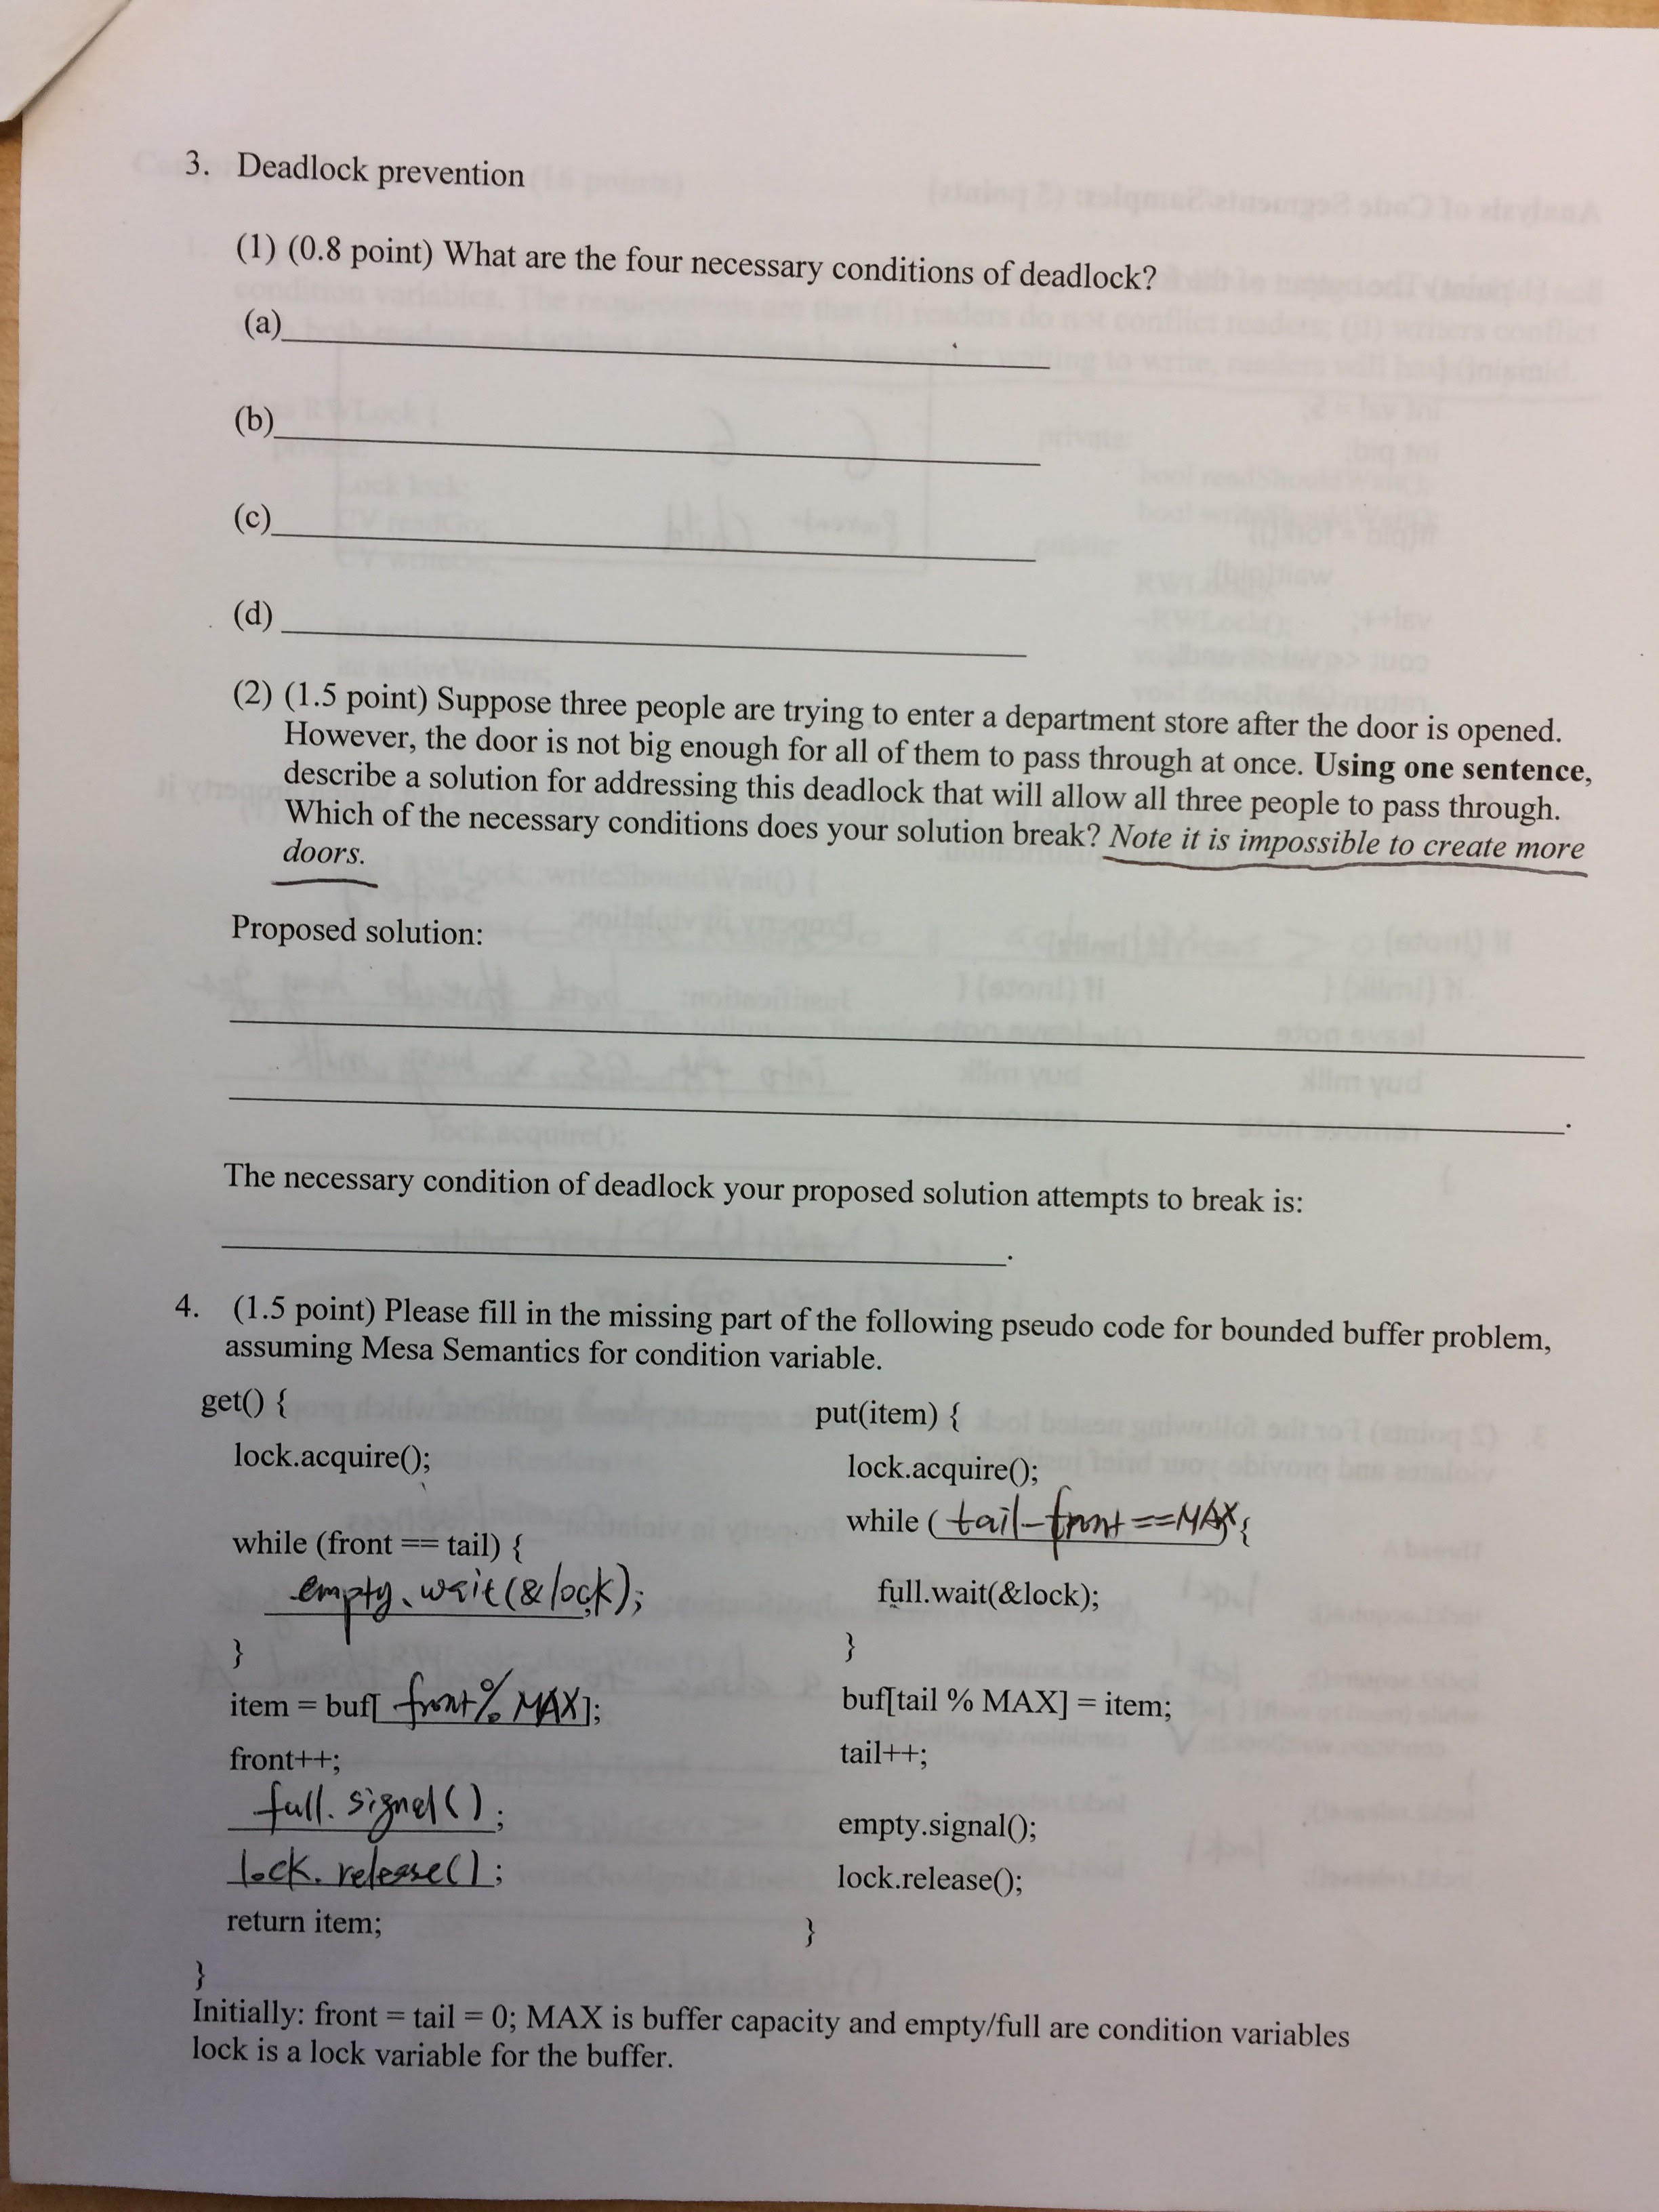 3. Deadlock prevention
(1) (0.8 point) What are the four necessary conditions of deadlock?
(a)
(b)
(c)
(d)
(2) (1.5 point) Suppose three people are trying to enter a department store after the door is opened.
However, the door is not big enough for all of them to pass through at once. Using one sentence,
describe a solution for addressing this deadlock that will allow all three people to pass through.
Which of the necessary conditions does your solution break? Note it is impossible to create more
doors.
Proposed solution:
.
The necessary condition of deadlock your proposed solution attempts to break is:
.
4. (1.5 point) Please fill in the missing part of the following pseudo code for bounded buffer problem,
assuming Mesa Semantics for condition variable.
get() {
lock.acquire();
while (front == tail) {
empty.wait(&lock);
}
item = buf[ front % MAX];
front++;
full.signal();
lock.release();
return item;
}
put(item) {
lock.acquire();
while ( tail-front==MAX {
full.wait(&lock);
}
buf[tail % MAX] = item;
tail++;
empty.signal();
lock.release();
}
Initially: front = tail = 0; MAX is buffer capacity and empty/full are condition variables
lock is a lock variable for the buffer.